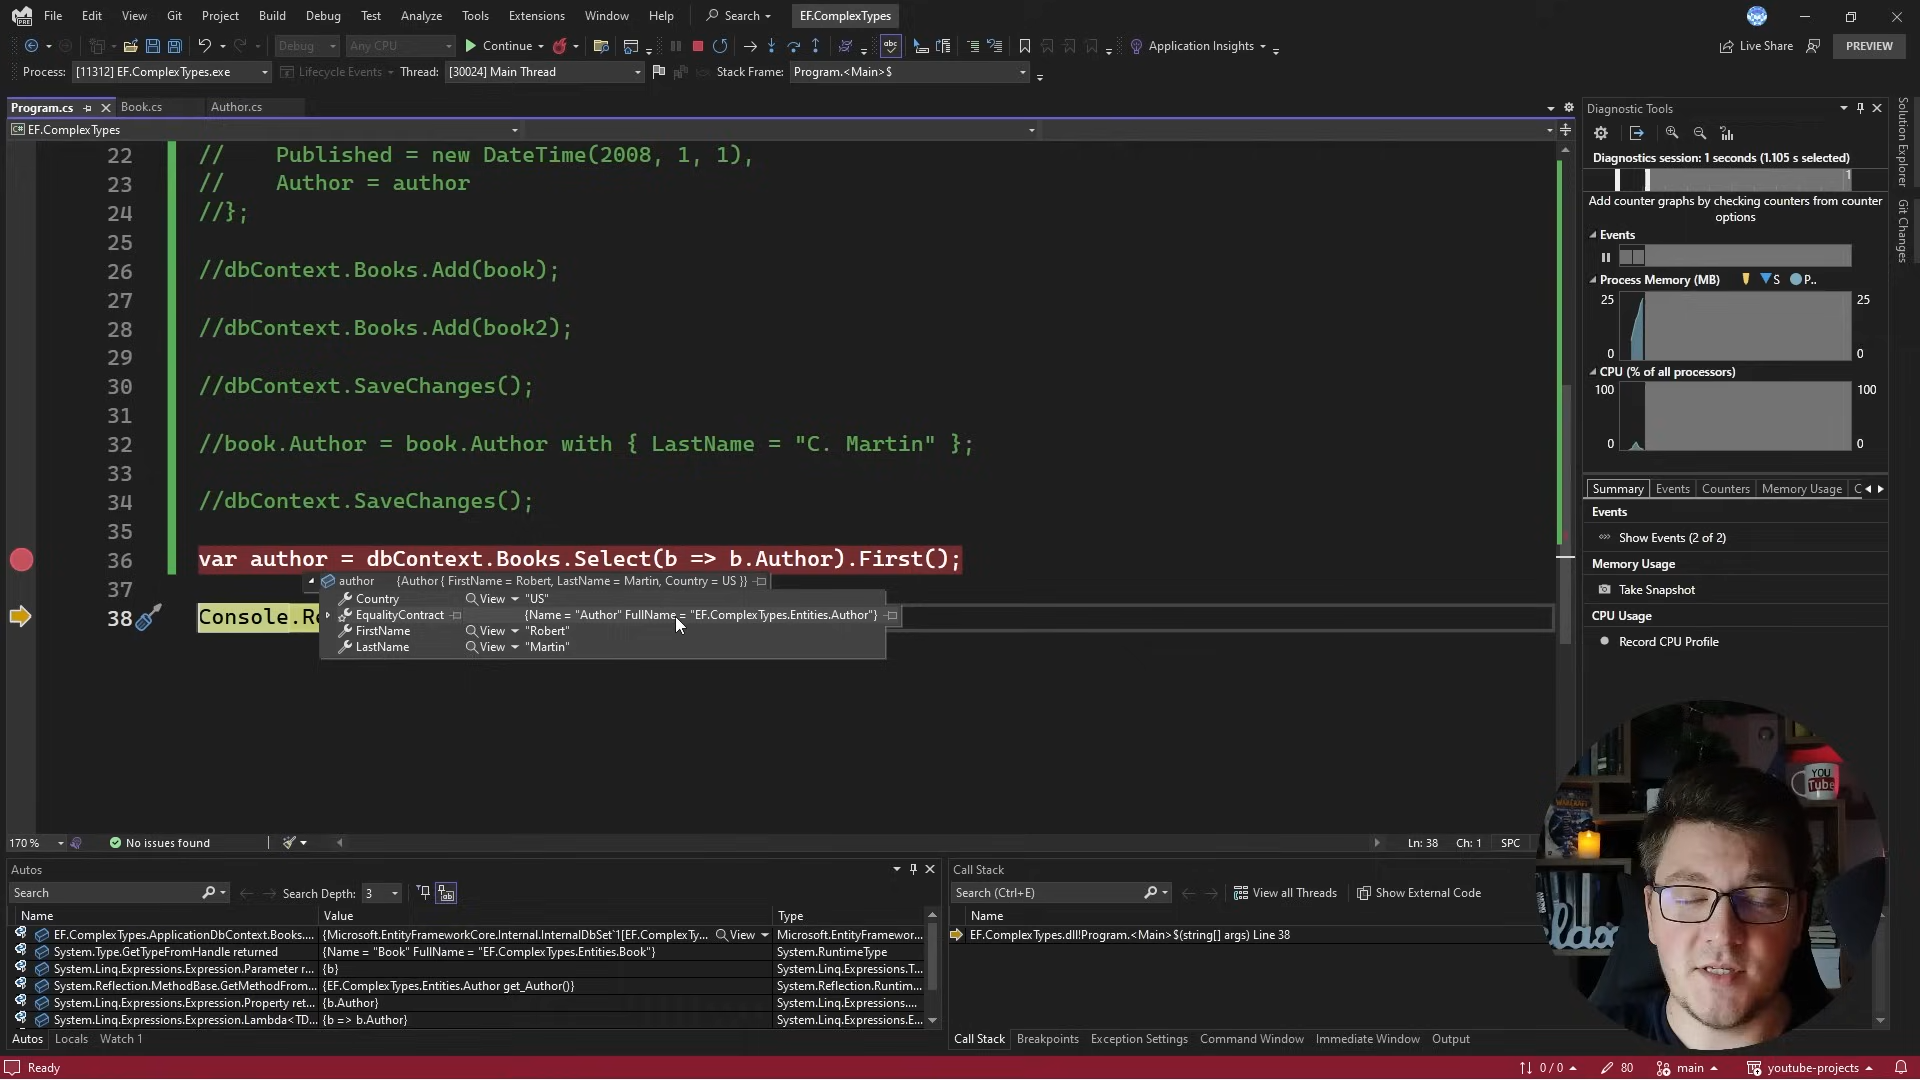 File Edit View Git Project Build Debug Test Analyze Tools Extensions Window Help Search EF.ComplexTypes
Debug Any CPU Continue Application Insights Live Share PREVIEW
Process: [11312] EF.ComplexTypes.exe Lifecycle Events Thread: [30024] Main Thread Stack Frame: Program.<Main>$
Program.cs Book.cs Author.cs
EF.ComplexTypes
22 //    Published = new DateTime(2008, 1, 1),
23 //    Author = author
24 //};
25
26 //dbContext.Books.Add(book);
27
28 //dbContext.Books.Add(book2);
29
30 //dbContext.SaveChanges();
31
32 //book.Author = book.Author with { LastName = "C. Martin" };
33
34 //dbContext.SaveChanges();
35
36 var author = dbContext.Books.Select(b => b.Author).First();
37
author {Author { FirstName = Robert, LastName = Martin, Country = US }}
Country View "US"
38 Console.Re
EqualityContract {Name = "Author" FullName = "EF.ComplexTypes.Entities.Author"}
FirstName View "Robert"
LastName View "Martin"
170 % No issues found Ln: 38 Ch: 1 SPC
Diagnostic Tools
Diagnostics session: 1 seconds (1.105 s selected)
1
Add counter graphs by checking counters from counter
options
Events
Process Memory (MB) S P..
25 25
0 0
CPU (% of all processors)
100 100
0 0
Summary Events Counters Memory Usage C
Events
Show Events (2 of 2)
Memory Usage
Take Snapshot
CPU Usage
Record CPU Profile
Solution Explorer
Git Changes
YOU
Tube
Autos
Search Search Depth: 3
Name Value Type
EF.ComplexTypes.ApplicationDbContext.Books.... {Microsoft.EntityFrameworkCore.Internal.InternalDbSet`1[EF.ComplexTy... View Microsoft.EntityFramewor...
System.Type.GetTypeFromHandle returned {Name = "Book" FullName = "EF.ComplexTypes.Entities.Book"} System.RuntimeType
System.Linq.Expressions.Expression.Parameter r... {b} System.Linq.Expressions.T...
System.Reflection.MethodBase.GetMethodFrom... {EF.ComplexTypes.Entities.Author get_Author()} System.Reflection.Runtim...
System.Linq.Expressions.Expression.Property ret... {b.Author} System.Linq.Expressions....
System.Linq.Expressions.Expression.Lambda<TD... {b => b.Author} System.Linq.Expressions.E...
Autos Locals Watch 1
Call Stack
Search (Ctrl+E) View all Threads Show External Code
Name
EF.ComplexTypes.dll!Program.<Main>$(string[] args) Line 38
Call Stack Breakpoints Exception Settings Command Window Immediate Window Output
Ready 0 / 0 80 main youtube-projects